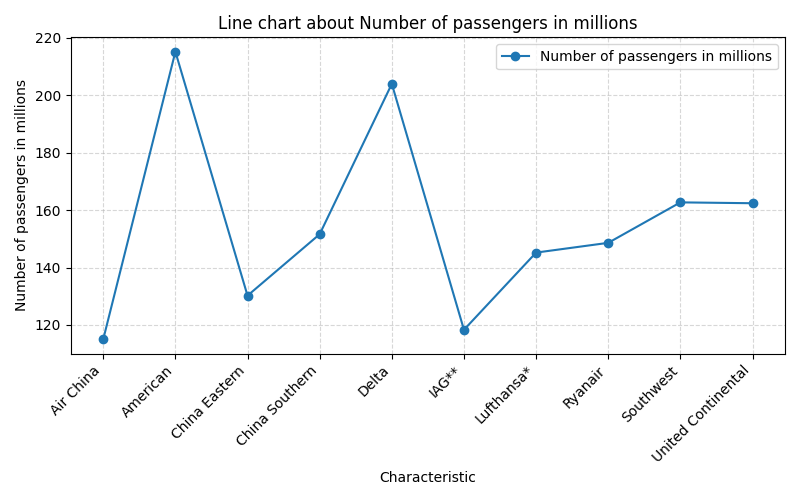 Line chart about Number of passengers in millions
Number of passengers in millions
Number of passengers in millions
220
200
180
160
140
120
Air China
American
China Eastern
China Southern
Delta
IAG**
Lufthansa*
Ryanair
Southwest
United Continental
Characteristic